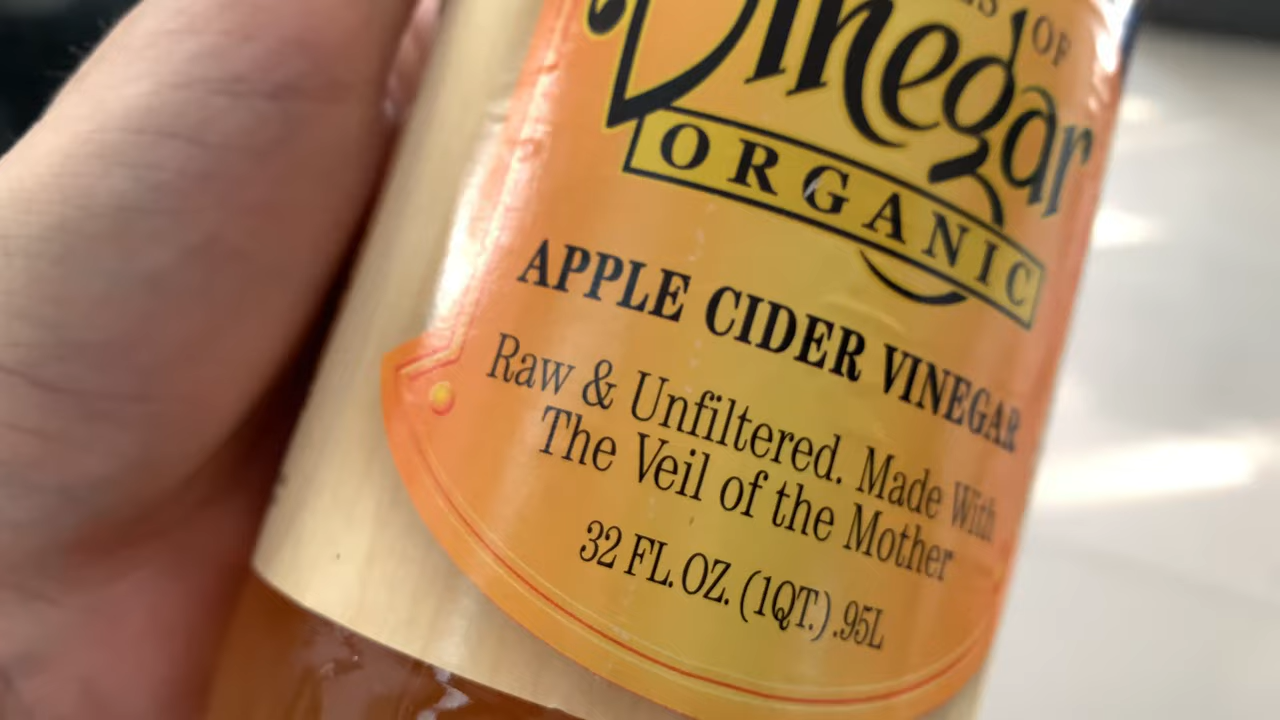 OF
Vinegar
ORGANIC
APPLE CIDER VINEGAR
Raw & Unfiltered. Made With
The Veil of the Mother
32 FL. OZ. (1QT.) .95L